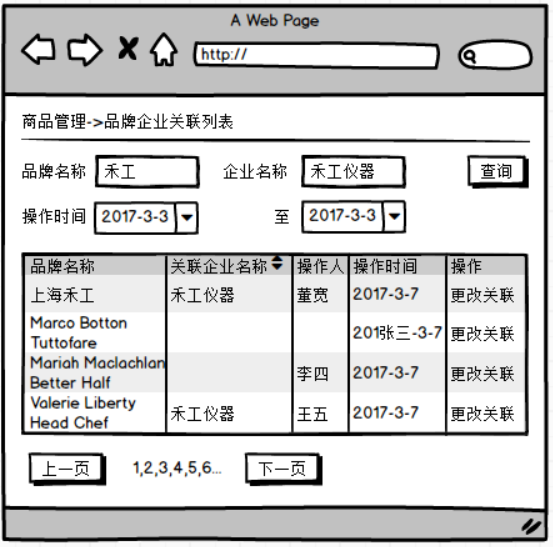 A Web Page
http://
商品管理->品牌企业关联列表
品牌名称 禾工 企业名称 禾工仪器 查询
操作时间 2017-3-3 至 2017-3-3
品牌名称 关联企业名称 操作人 操作时间 操作
上海禾工 禾工仪器 董宽 2017-3-7 更改关联
Marco Botton
Tuttofare 201张三-3-7 更改关联
Mariah Maclachlan
Better Half 李四 2017-3-7 更改关联
Valerie Liberty
Head Chef 禾工仪器 王五 2017-3-7 更改关联
上一页 1,2,3,4,5,6... 下一页